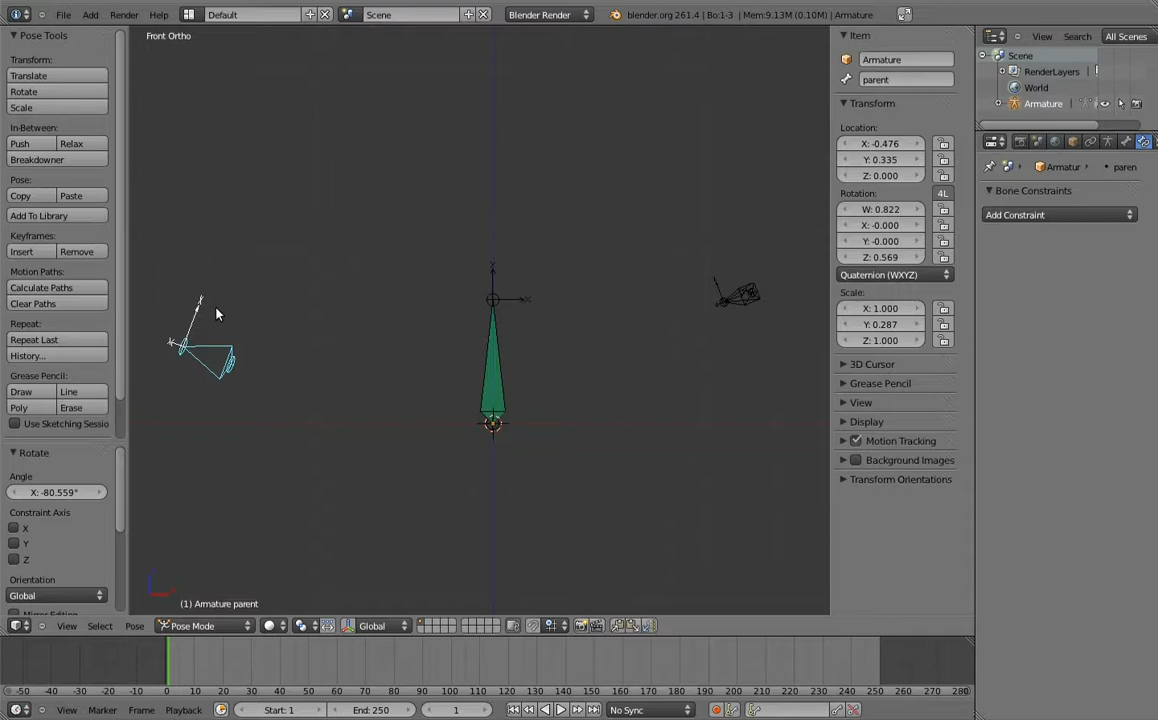 File Add Render Help Default Scene Blender Render blender.org 261.4 | Bo:1-3 | Mem:9.13M (0.10M) | Armature
Pose Tools
Transform:
Translate
Rotate
Scale
In-Between:
Push Relax
Breakdowner
Pose:
Copy Paste
Add To Library
Keyframes:
Insert Remove
Motion Paths:
Calculate Paths
Clear Paths
Repeat:
Repeat Last
History...
Grease Pencil:
Draw Line
Poly Erase
Use Sketching Sessio
Rotate
Angle
X: -80.559°
Constraint Axis
X
Y
Z
Orientation
Global
Front Ortho
Y
X
(1) Armature parent
View Select Pose Pose Mode Global
Item
Armature
parent
Transform
Location:
X: -0.476
Y: 0.335
Z: 0.000
Rotation: 4L
W: 0.822
X: -0.000
Y: -0.000
Z: 0.569
Quaternion (WXYZ)
Scale:
X: 1.000
Y: 0.287
Z: 1.000
3D Cursor
Grease Pencil
View
Display
Motion Tracking
Background Images
Transform Orientations
View Search All Scenes
Scene
RenderLayers
World
Armature
Armatur paren
Bone Constraints
Add Constraint
-50 -40 -30 -20 -10 0 10 20 30 40 50 60 70 80 90 100 110 120 130 140 150 160 170 180 190 200 210 220 230 240 250 260 270 280
View Marker Frame Playback Start: 1 End: 250 1 No Sync